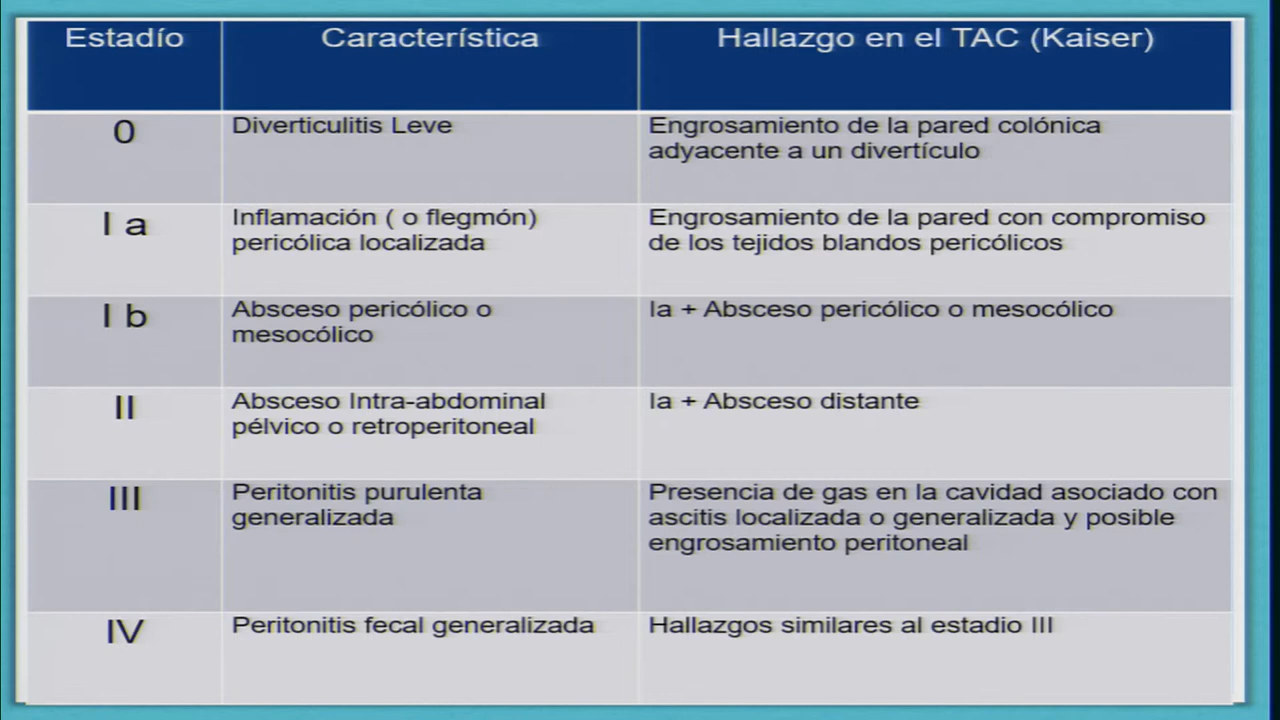 Estadío
Característica
Hallazgo en el TAC (Kaiser)
0
Diverticulitis Leve
Engrosamiento de la pared colónica
adyacente a un divertículo
I a
Inflamación ( o flegmón)
pericólica localizada
Engrosamiento de la pared con compromiso
de los tejidos blandos pericólicos
I b
Absceso pericólico o
mesocólico
Ia + Absceso pericólico o mesocólico
II
Absceso Intra-abdominal
pélvico o retroperitoneal
Ia + Absceso distante
III
Peritonitis purulenta
generalizada
Presencia de gas en la cavidad asociado con
ascitis localizada o generalizada y posible
engrosamiento peritoneal
IV
Peritonitis fecal generalizada
Hallazgos similares al estadio III